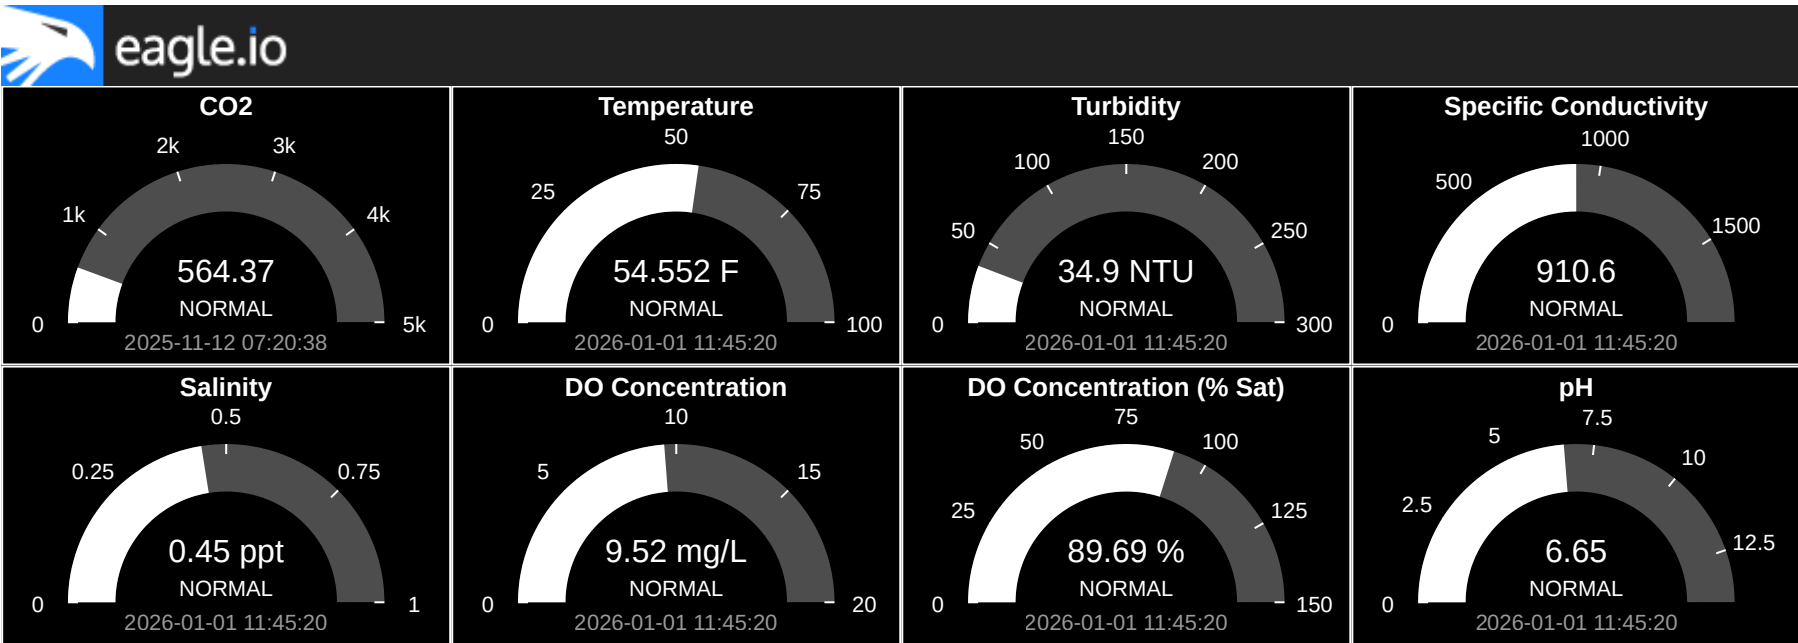 eagle.io
CO2
0
1k
2k
3k
4k
5k
564.37
NORMAL
2025-11-12 07:20:38
Temperature
0
25
50
75
100
54.552 F
NORMAL
2026-01-01 11:45:20
Turbidity
0
50
100
150
200
250
300
34.9 NTU
NORMAL
2026-01-01 11:45:20
Specific Conductivity
0
500
1000
1500
910.6
NORMAL
2026-01-01 11:45:20
Salinity
0
0.25
0.5
0.75
1
0.45 ppt
NORMAL
2026-01-01 11:45:20
DO Concentration
0
5
10
15
20
9.52 mg/L
NORMAL
2026-01-01 11:45:20
DO Concentration (% Sat)
0
25
50
75
100
125
150
89.69 %
NORMAL
2026-01-01 11:45:20
pH
0
2.5
5
7.5
10
12.5
6.65
NORMAL
2026-01-01 11:45:20